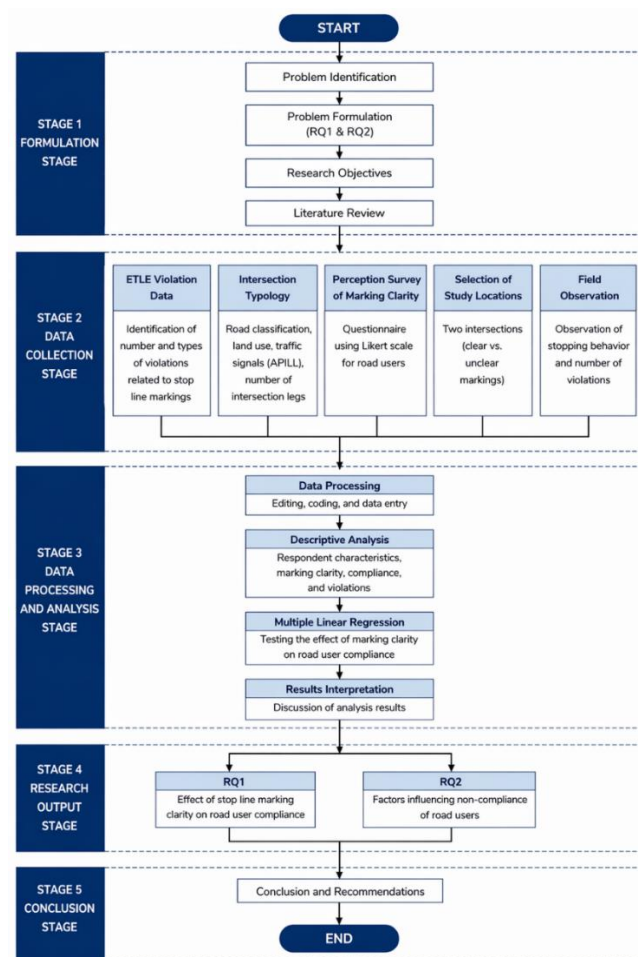 START
STAGE 1
FORMULATION
STAGE
Problem Identification
Problem Formulation
(RQ1 & RQ2)
Research Objectives
Literature Review
STAGE 2
DATA
COLLECTION
STAGE
ETLE Violation
Data
Identification of
number and types
of violations
related to stop
line markings
Intersection
Typology
Road classification,
land use, traffic
signals (APILL),
number of
intersection legs
Perception Survey
of Marking Clarity
Questionnaire
using Likert scale
for road users
Selection of
Study Locations
Two intersections
(clear vs.
unclear markings)
Field
Observation
Observation of
stopping behavior
and number of
violations
STAGE 3
DATA
PROCESSING
AND ANALYSIS
STAGE
Data Processing
Editing, coding, and data entry
Descriptive Analysis
Respondent characteristics,
marking clarity, compliance,
and violations
Multiple Linear Regression
Testing the effect of marking clarity
on road user compliance
Results Interpretation
Discussion of analysis results
STAGE 4
RESEARCH
OUTPUT
STAGE
RQ1
Effect of stop line marking
clarity on road user compliance
RQ2
Factors influencing non-compliance
of road users
STAGE 5
CONCLUSION
STAGE
Conclusion and Recommendations
END